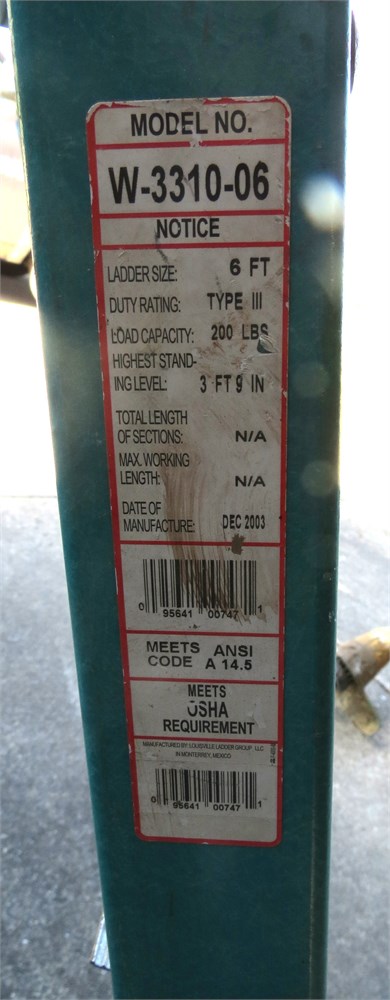 MODEL NO.
W-3310-06
NOTICE
LADDER SIZE: 6 FT
DUTY RATING: TYPE III
LOAD CAPACITY: 200 LBS
HIGHEST STAND-
ING LEVEL: 3 FT 9 IN
TOTAL LENGTH
OF SECTIONS: N/A
MAX. WORKING
LENGTH: N/A
DATE OF
MANUFACTURE: DEC 2003
0 95641 00747 1
MEETS ANSI
CODE A 14.5
MEETS
OSHA
REQUIREMENT
MANUFACTURED BY: LOUISVILLE LADDER GROUP, LLC
IN MONTERREY, MEXICO
0 95641 00747 1